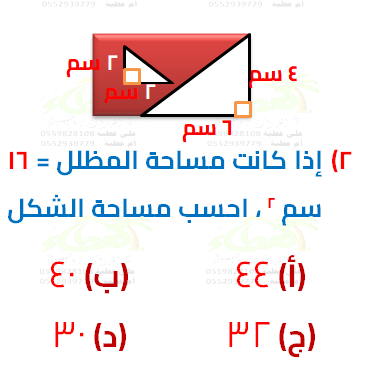 ٢ سم
٢ سم
٤ سم
٦ سم
٢) إذا كانت مساحة المظلل = ١٦
سم ٢ ، احسب مساحة الشكل
(أ) ٤٤ (ب) ٤٠
(ج) ٣٢ (د) ٣٠